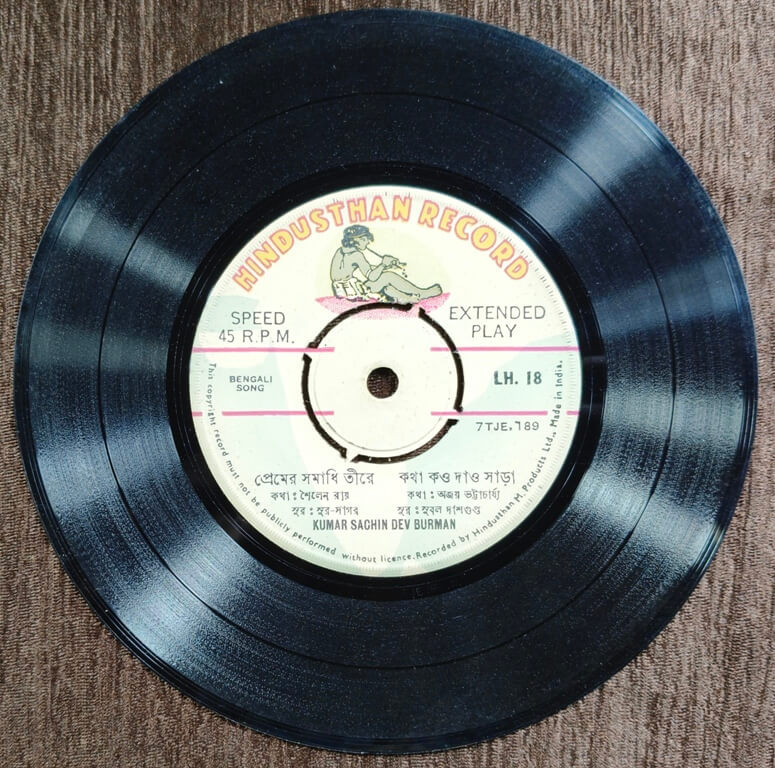 HINDUSTHAN RECORD
SPEED
45 R.P.M.
EXTENDED
PLAY
BENGALI
SONG
LH. 18
7TJE.189
প্রেমের সমাধি তীরে কথা কও দাও সাড়া
কথা : শৈলেন রায় কথা : অজয় ভট্টাচার্য্য
সুর : সুর-সাগর সুর : সুবল দাশগুপ্ত
KUMAR SACHIN DEV BURMAN
This copyright record must not be publicly performed without licence. Recorded by Hindusthan M. Products Ltd., Made in India.